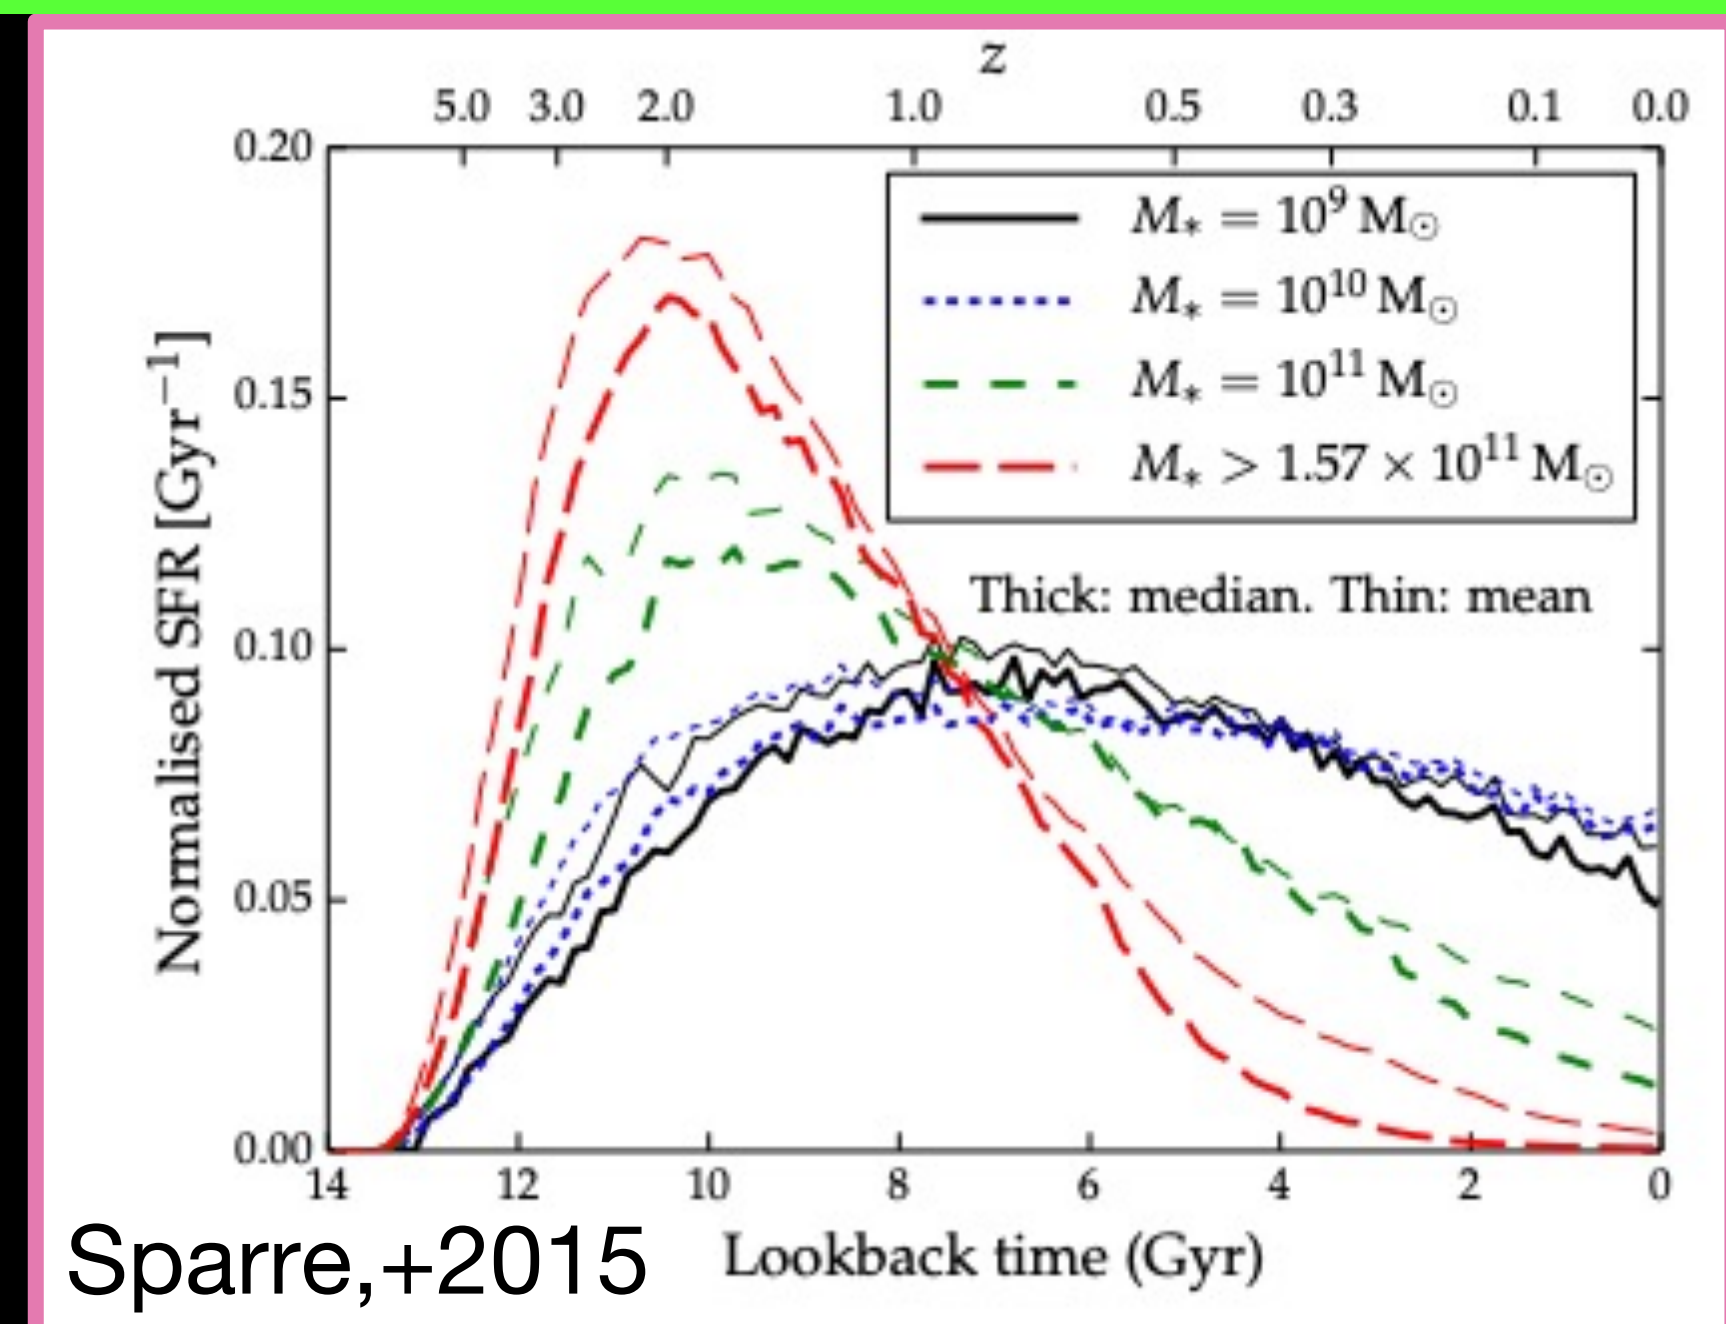 z
5.0 3.0 2.0 1.0 0.5 0.3 0.1 0.0
0.20
0.15
0.10
0.05
0.00
Normalised SFR [Gyr⁻¹]
M* = 10⁹ M⊙
M* = 10¹⁰ M⊙
M* = 10¹¹ M⊙
M* > 1.57 × 10¹¹ M⊙
Thick: median. Thin: mean
14 12 10 8 6 4 2 0
Lookback time (Gyr)
Sparre,+2015